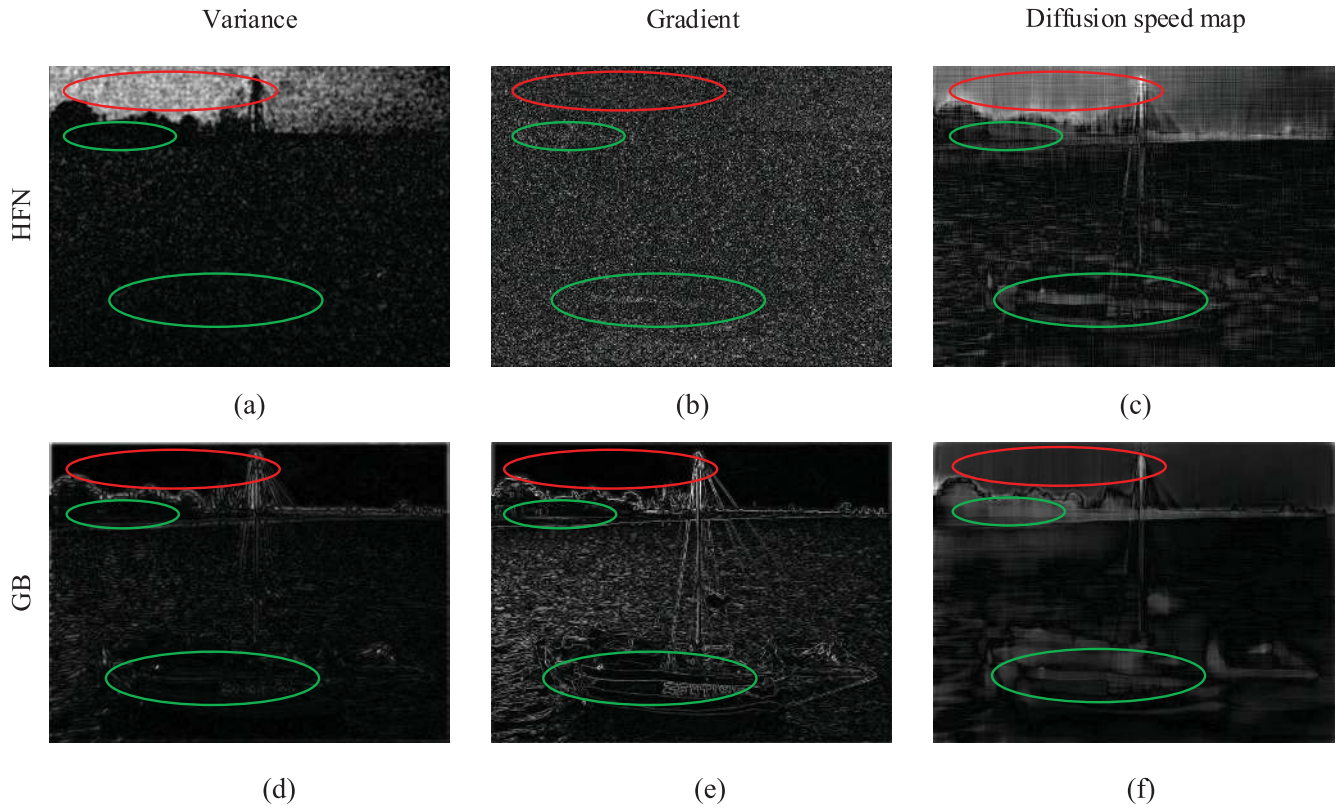 Variance
Gradient
Diffusion speed map
HFN
(a)
(b)
(c)
GB
(d)
(e)
(f)